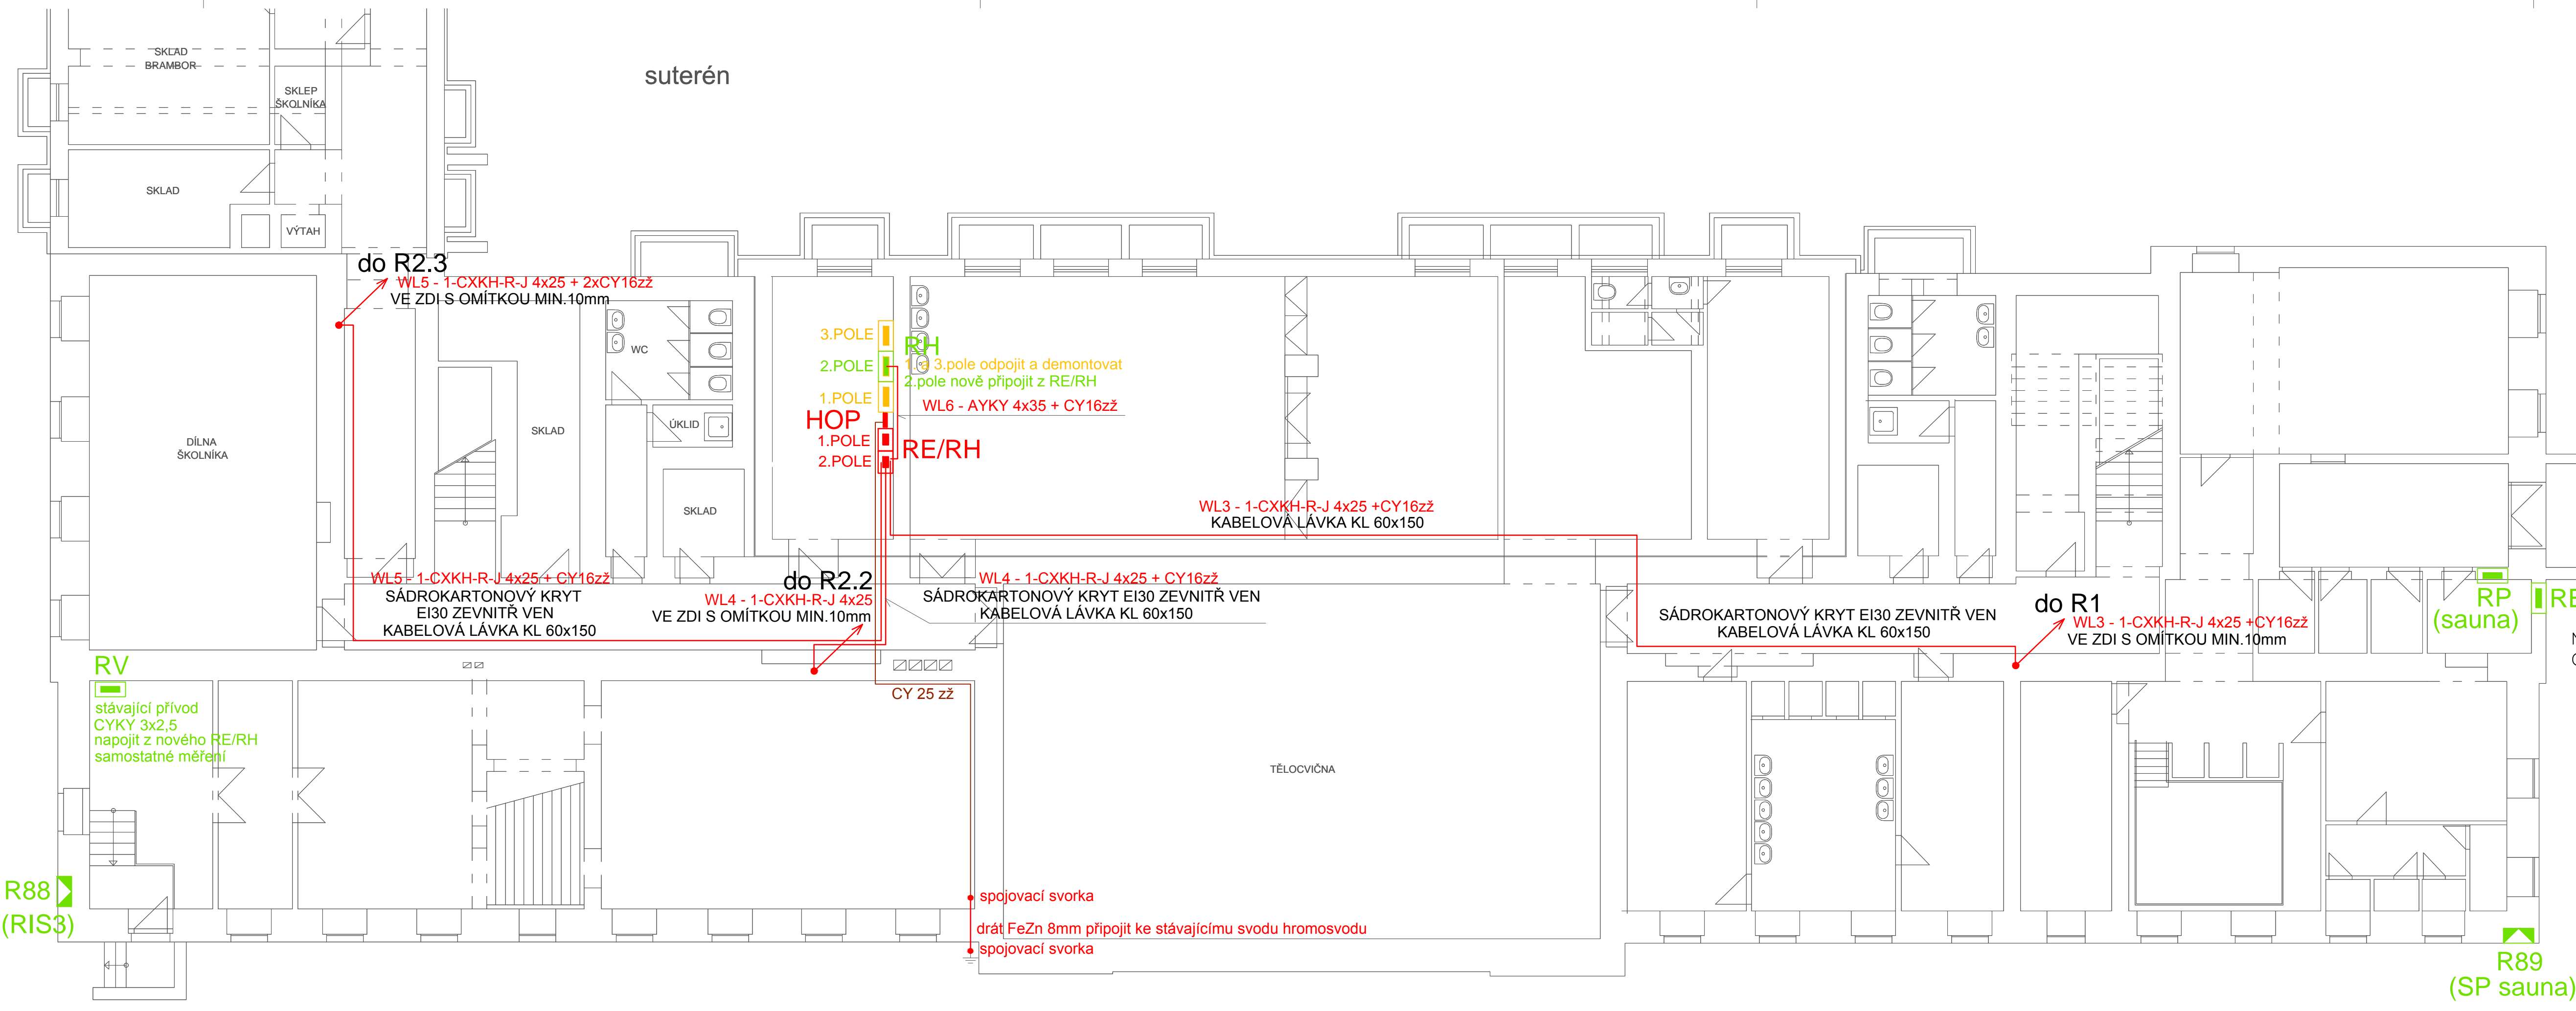 suterén
SKLAD
BRAMBOR
SKLEP
ŠKOLNÍKA
SKLAD
VÝTAH
do R2.3
WL5 - 1-CXKH-R-J 4x25 + 2xCY16zž
VE ZDI S OMÍTKOU MIN.10mm
WC
ÚKLID
SKLAD
SKLAD
DÍLNA
ŠKOLNÍKA
3.POLE
RH
2.POLE
1. a 3.pole odpojit a demontovat
2.pole nově připojit z RE/RH
1.POLE
WL6 - AYKY 4x35 + CY16zž
HOP
1.POLE
RE/RH
2.POLE
WL3 - 1-CXKH-R-J 4x25 +CY16zž
KABELOVÁ LÁVKA KL 60x150
WL5 - 1-CXKH-R-J 4x25 + CY16zž
SÁDROKARTONOVÝ KRYT
EI30 ZEVNITŘ VEN
KABELOVÁ LÁVKA KL 60x150
do R2.2
WL4 - 1-CXKH-R-J 4x25
VE ZDI S OMÍTKOU MIN.10mm
WL4 - 1-CXKH-R-J 4x25 + CY16zž
SÁDROKARTONOVÝ KRYT EI30 ZEVNITŘ VEN
KABELOVÁ LÁVKA KL 60x150
SÁDROKARTONOVÝ KRYT EI30 ZEVNITŘ VEN
KABELOVÁ LÁVKA KL 60x150
do R1
WL3 - 1-CXKH-R-J 4x25 +CY16zž
VE ZDI S OMÍTKOU MIN.10mm
RP
(sauna)
RV
stávající přívod
CYKY 3x2,5
napojit z nového RE/RH
samostatné měření
CY 25 zž
TĚLOCVIČNA
R88
(RIS3)
spojovací svorka
drát FeZn 8mm připojit ke stávajícímu svodu hromosvodu
spojovací svorka
R89
(SP sauna)